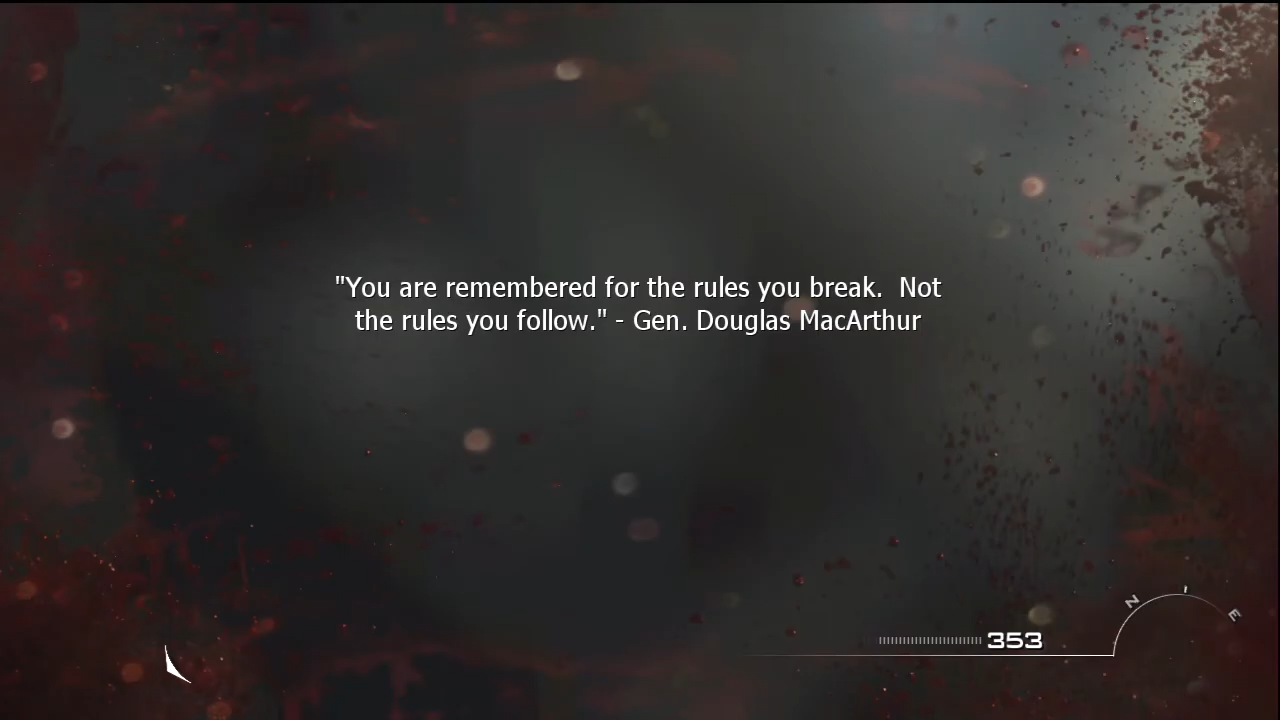 "You are remembered for the rules you break.  Not
the rules you follow." - Gen. Douglas MacArthur
353
N
E